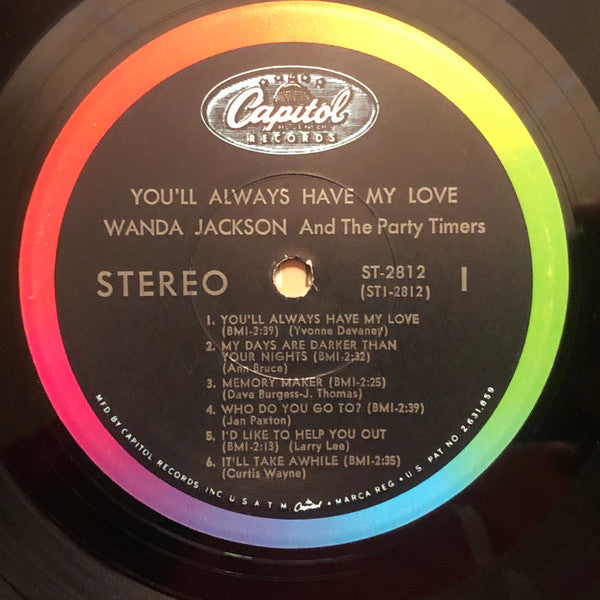 Capitol
RECORDS
YOU'LL ALWAYS HAVE MY LOVE
WANDA JACKSON And The Party Timers
STEREO
ST-2812
(ST1-2812)
1
1. YOU'LL ALWAYS HAVE MY LOVE
(BMI-2:39) (Yvonne Devaney)
2. MY DAYS ARE DARKER THAN
YOUR NIGHTS (BMI-2:32)
(Ann Bruce)
3. MEMORY MAKER (BMI-2:25)
(Dave Burgess-J. Thomas)
4. WHO DO YOU GO TO? (BMI-2:39)
(Jan Paxton)
5. I'D LIKE TO HELP YOU OUT
(BMI-2:13) (Larry Lee)
6. IT'LL TAKE AWHILE (BMI-2:35)
(Curtis Wayne)
MFD. BY CAPITOL RECORDS, INC. U.S.A. T.M. Capitol MARCA REG. • U.S. PAT. NO. 2,631,859